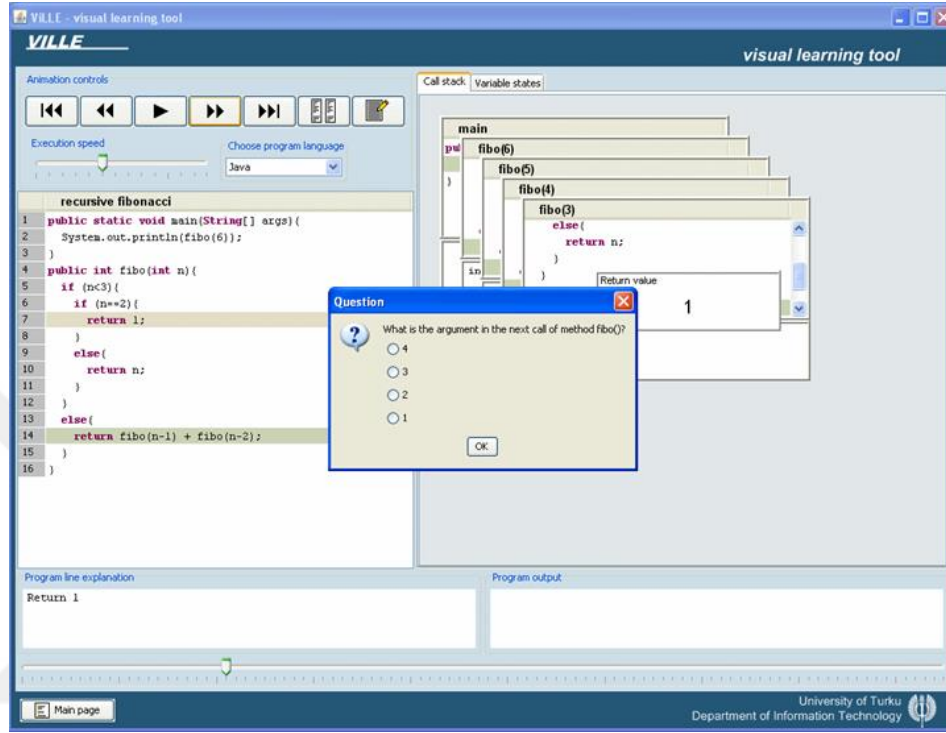 ViLLE - visual learning tool
VILLE
visual learning tool
Animation controls
Execution speed
Choose program language
Java
recursive fibonacci
1 public static void main(String[] args){
2 System.out.println(fibo(6));
3 }
4 public int fibo(int n){
5 if (n<3){
6 if (n==2){
7 return 1;
8 }
9 else{
10 return n;
11 }
12 }
13 else{
14 return fibo(n-1) + fibo(n-2);
15 }
16 }
Call stack Variable states
main
pu
fibo(6)
fibo(5)
fibo(4)
fibo(3)
}
else{
return n;
}
}
in
Return value
1
Question
What is the argument in the next call of method fibo()?
4
3
2
1
OK
Program line explanation
Return 1
Program output
Main page
University of Turku
Department of Information Technology